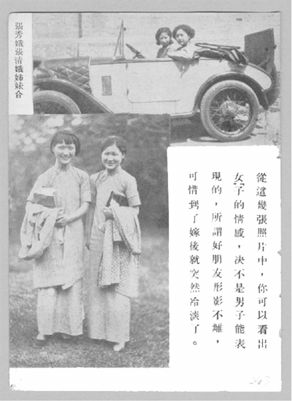 張秀娥張清娥姊妹合
從這幾張照片中，你可以看出
女子的情感，決不是男子能表
現的，所謂好朋友形影不離，
可惜到了嫁後就突然冷淡了。